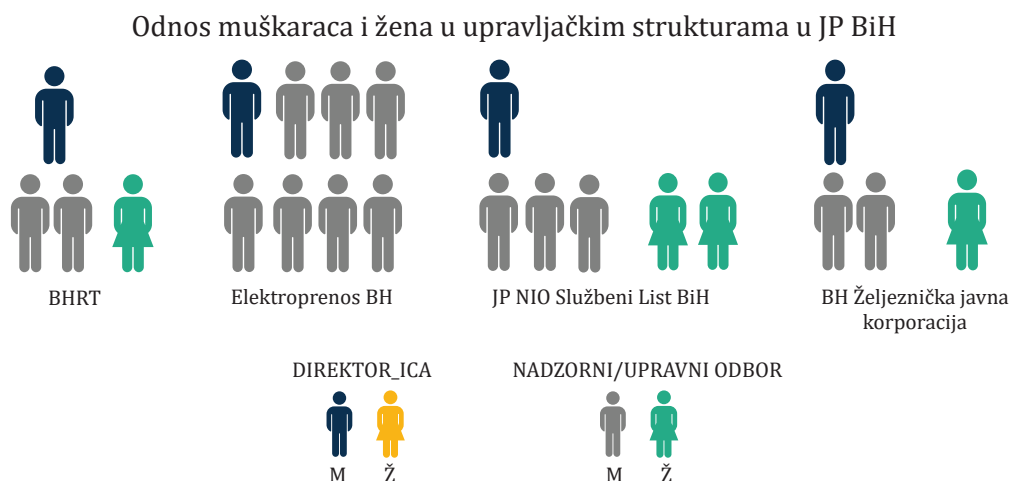 Odnos muškaraca i žena u upravljačkim strukturama u JP BiH
BHRT
Elektroprenos BH
JP NIO Službeni List BiH
BH Željeznička javna
korporacija
DIREKTOR_ICA
NADZORNI/UPRAVNI ODBOR
M Ž
M Ž